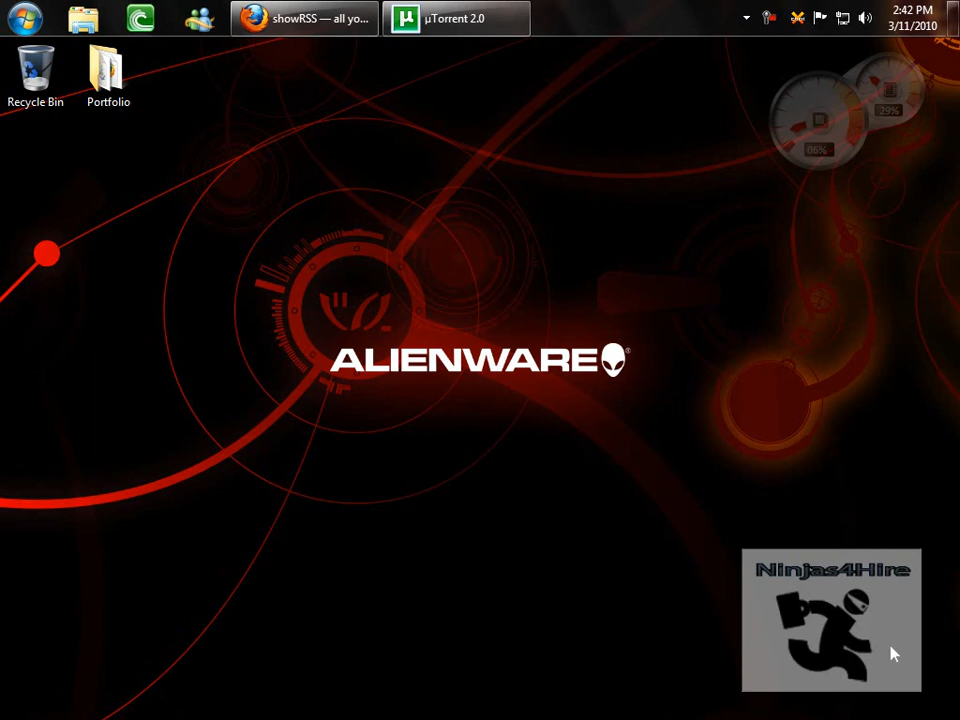 showRSS — all yo...
µTorrent 2.0
2:42 PM
3/11/2010
Recycle Bin
Portfolio
29%
06%
ALIENWARE®
Ninjas4Hire